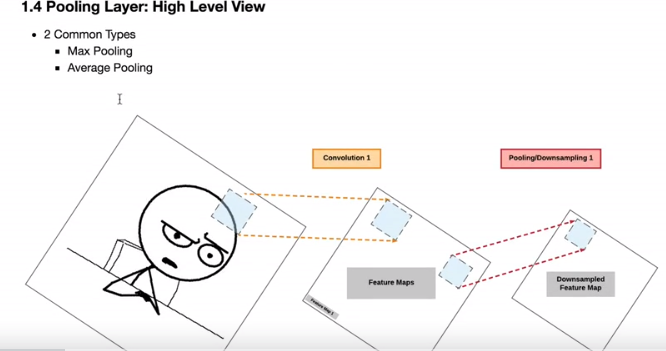 1.4 Pooling Layer: High Level View
2 Common Types
Max Pooling
Average Pooling
Convolution 1
Pooling/Downsampling 1
Feature Maps
Downsampled
Feature Map
Feature Map 1